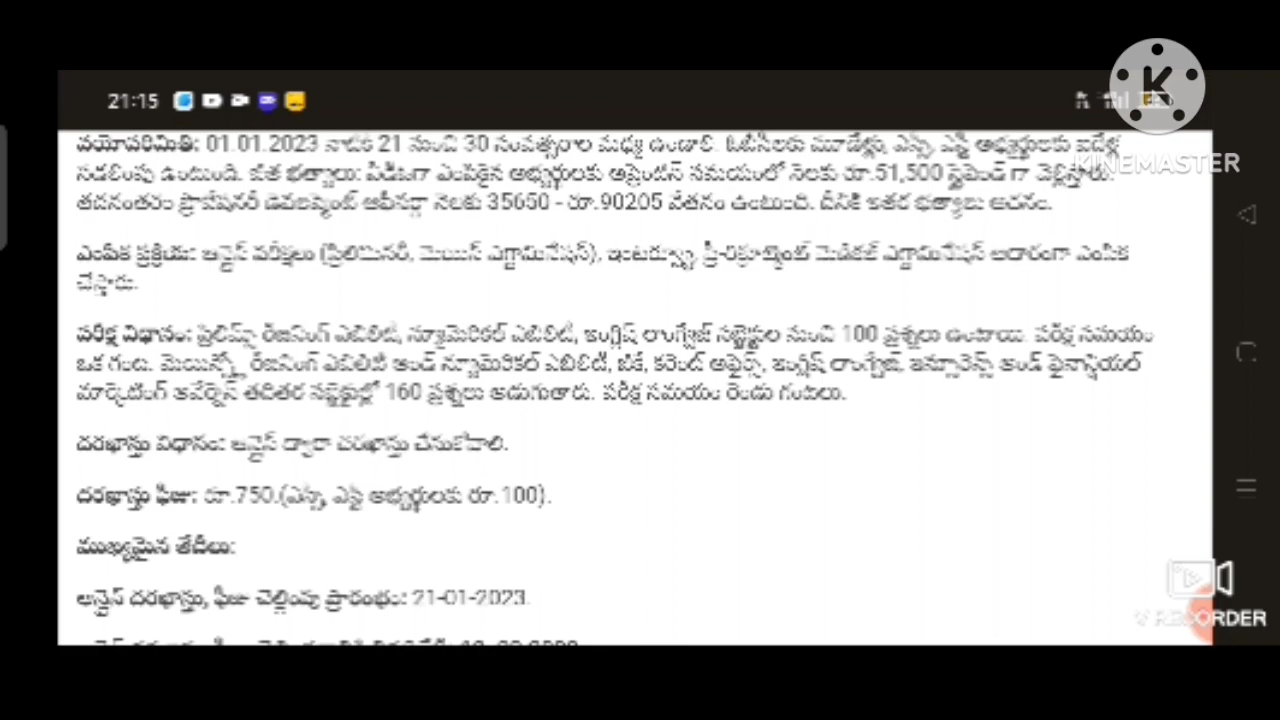 21:15
KINEMASTER
వయోపరిమితి: 01.01.2023 నాటికి 21 నుంచి 30 సంవత్సరాల మధ్య ఉండాలి. ఓబీసీలకు మూడేళ్లు, ఎస్సీ, ఎస్టీ అభ్యర్థులకు ఐదేళ్ల
సడలింపు ఉంటుంది. జీత భత్యాలు: ఏడీఓగా ఎంపికైన అభ్యర్థులకు అప్రెంటిస్ సమయంలో నెలకు రూ.51,500 స్టైపెండ్ గా చెల్లిస్తారు.
తదనంతరం ప్రొబేషనరీ డెవలప్మెంట్ ఆఫీసర్గా నెలకు 35650 - రూ.90205 వేతనం ఉంటుంది. దీనికి ఇతర భత్యాలు అదనం.
ఎంపిక ప్రక్రియ: ఆన్లైన్ పరీక్షలు (ప్రిలిమినరీ, మెయిన్ ఎగ్జామినేషన్), ఇంటర్వ్యూ, ప్రీ-రిక్రూట్మెంట్ మెడికల్ ఎగ్జామినేషన్ ఆధారంగా ఎంపిక
చేస్తారు.
పరీక్ష విధానం: ప్రిలిమ్స్లో రీజనింగ్ ఎబిలిటీ, న్యూమెరికల్ ఎబిలిటీ, ఇంగ్లిష్ లాంగ్వేజ్ సబ్జెక్టుల నుంచి 100 ప్రశ్నలు ఉంటాయి. పరీక్ష సమయం
ఒక గంట. మెయిన్స్లో రీజనింగ్ ఎబిలిటీ అండ్ న్యూమెరికల్ ఎబిలిటీ, జీకే, కరెంట్ అఫైర్స్, ఇంగ్లిష్ లాంగ్వేజ్, ఇన్సూరెన్స్ అండ్ ఫైనాన్షియల్
మార్కెటింగ్ అవేర్నెస్ తదితర సబ్జెక్టుల్లో 160 ప్రశ్నలు అడుగుతారు. పరీక్ష సమయం రెండు గంటలు.
దరఖాస్తు విధానం: ఆన్లైన్ ద్వారా దరఖాస్తు చేసుకోవాలి.
దరఖాస్తు ఫీజు: రూ.750.(ఎస్సీ, ఎస్టీ అభ్యర్థులకు రూ.100).
ముఖ్యమైన తేదీలు:
ఆన్లైన్ దరఖాస్తు, ఫీజు చెల్లింపు ప్రారంభం: 21-01-2023.
V RECORDER